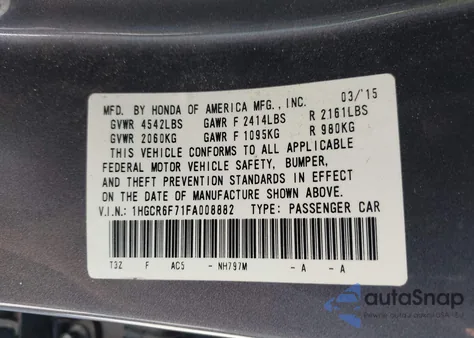 MFD. BY HONDA OF AMERICA MFG., INC. 03/'15
GVWR 4542LBS GAWR F 2414LBS R 2161LBS
GVWR 2060KG GAWR F 1095KG R 980KG
THIS VEHICLE CONFORMS TO ALL APPLICABLE
FEDERAL MOTOR VEHICLE SAFETY, BUMPER,
AND THEFT PREVENTION STANDARDS IN EFFECT
ON THE DATE OF MANUFACTURE SHOWN ABOVE.
V.I.N.: 1HGCR6F71FA008882 TYPE: PASSENGER CAR
T3Z F AC5 - NH797M - A - A
autoSnap